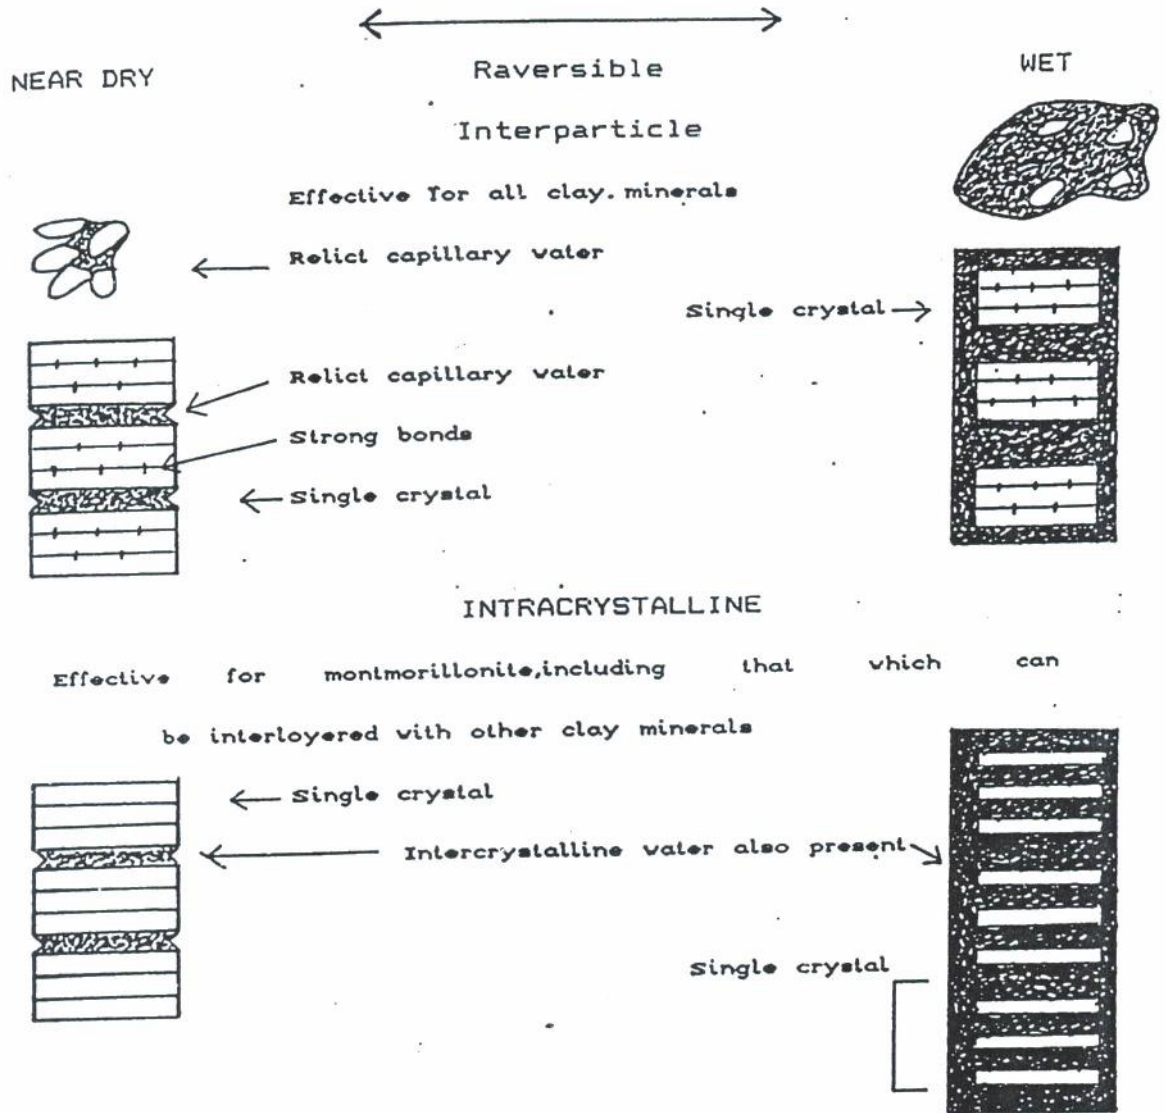 NEAR DRY
Raversible
WET
Interparticle
Effective for all clay. minerals
Relict capillary water
Single crystal
Relict capillary water
Strong bonds
Single crystal
INTRACRYSTALLINE
Effective for montmorillonite,including that which can
be interloyered with other clay minerals
Single crystal
Intercrystalline water also present
Single crystal